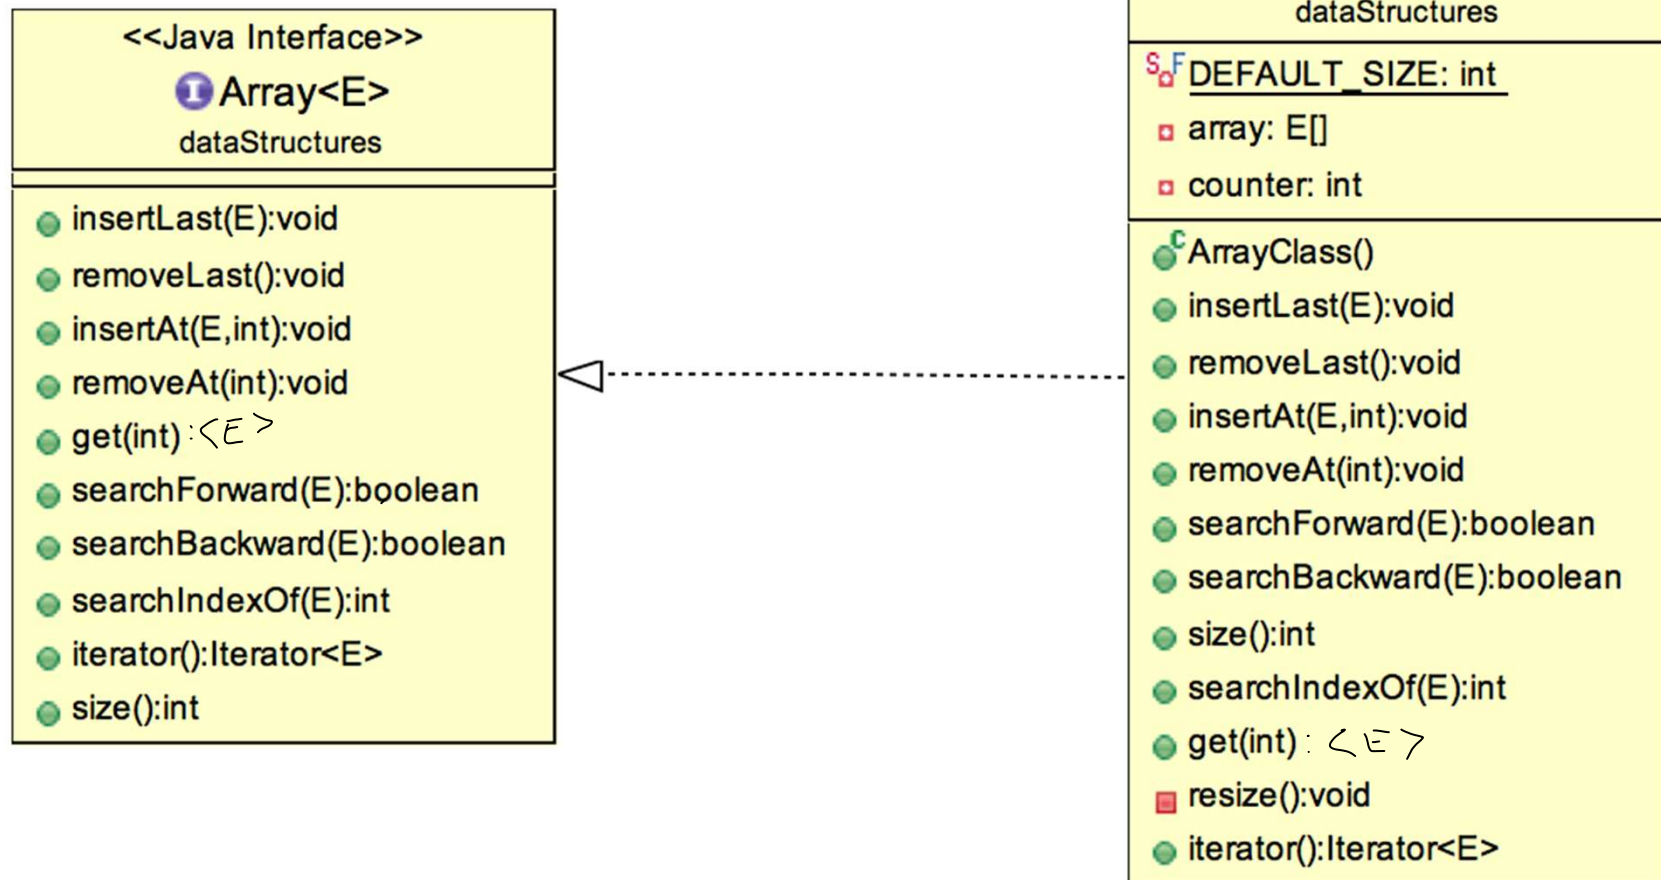 <<Java Interface>>
Array<E>
dataStructures
insertLast(E):void
removeLast():void
insertAt(E,int):void
removeAt(int):void
get(int) :<E>
searchForward(E):boolean
searchBackward(E):boolean
searchIndexOf(E):int
iterator():Iterator<E>
size():int
dataStructures
DEFAULT_SIZE: int
array: E[]
counter: int
ArrayClass()
insertLast(E):void
removeLast():void
insertAt(E,int):void
removeAt(int):void
searchForward(E):boolean
searchBackward(E):boolean
size():int
searchIndexOf(E):int
get(int) : <E>
resize():void
iterator():Iterator<E>